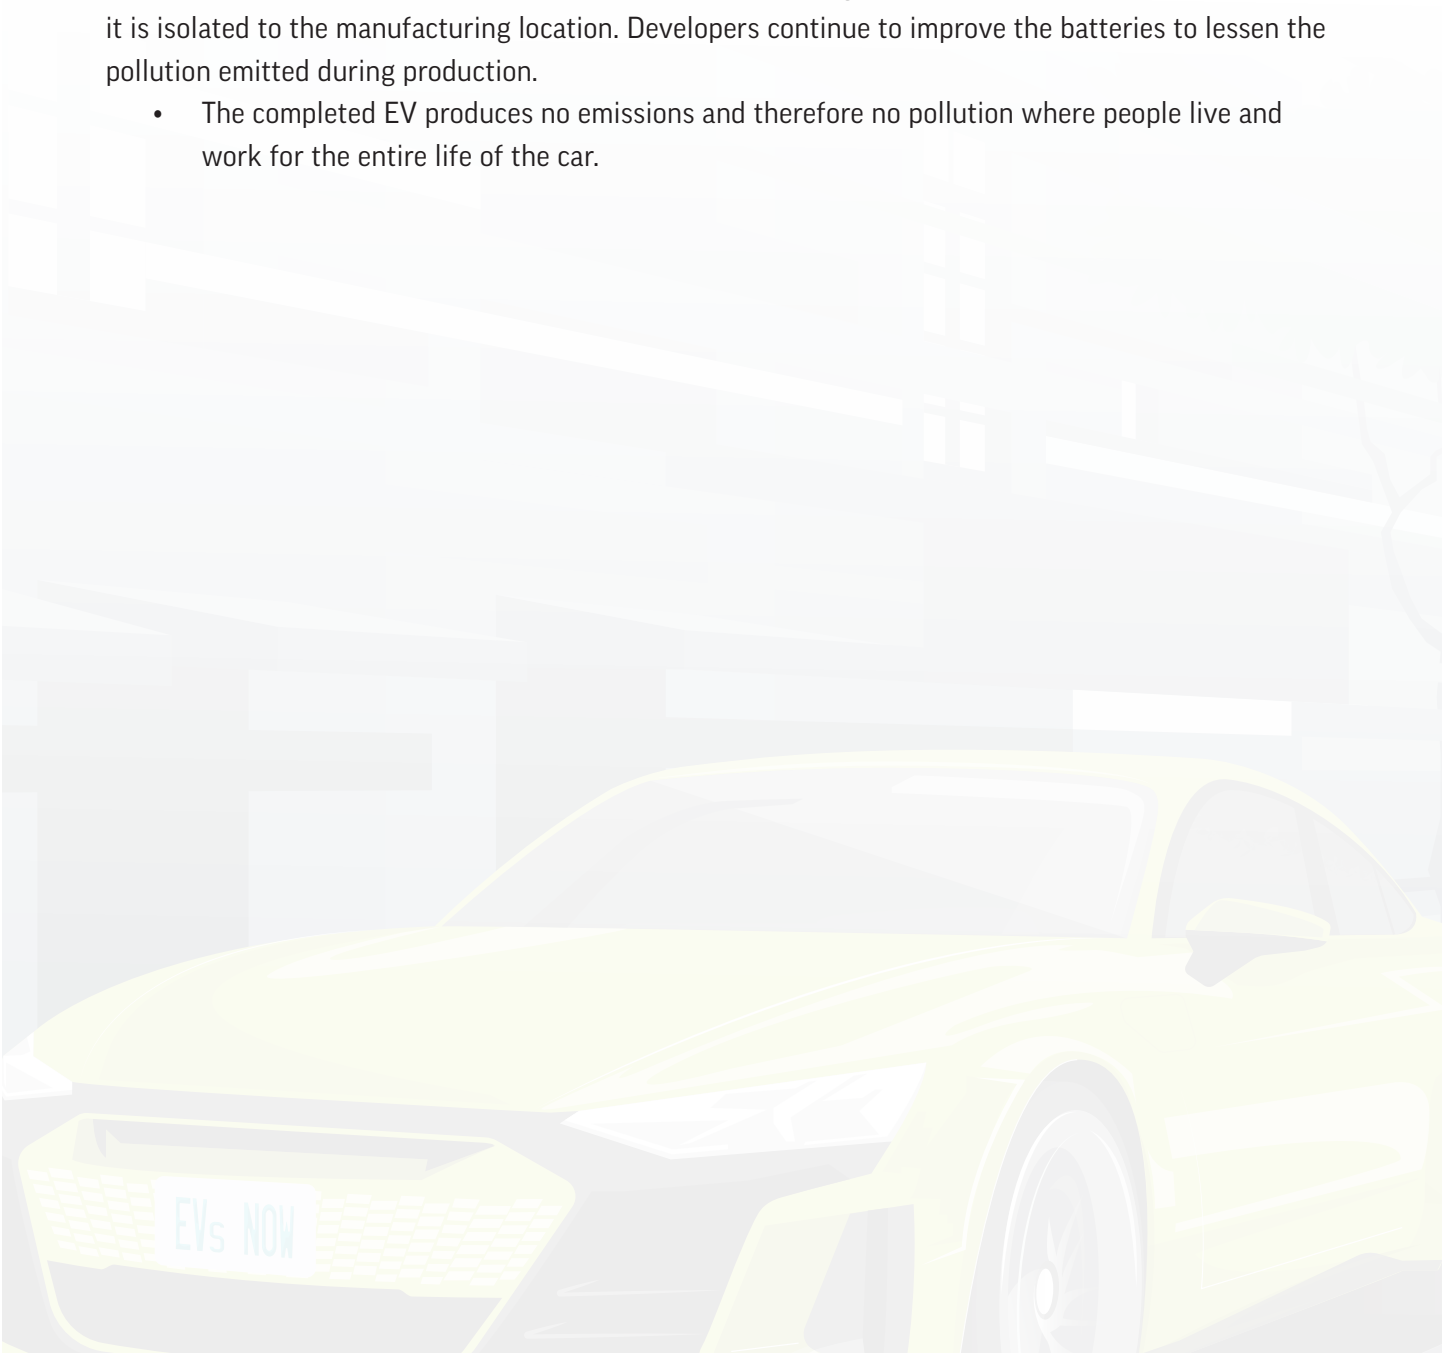 it is isolated to the manufacturing location. Developers continue to improve the batteries to lessen the
pollution emitted during production.
• The completed EV produces no emissions and therefore no pollution where people live and
work for the entire life of the car.
EVs NOW